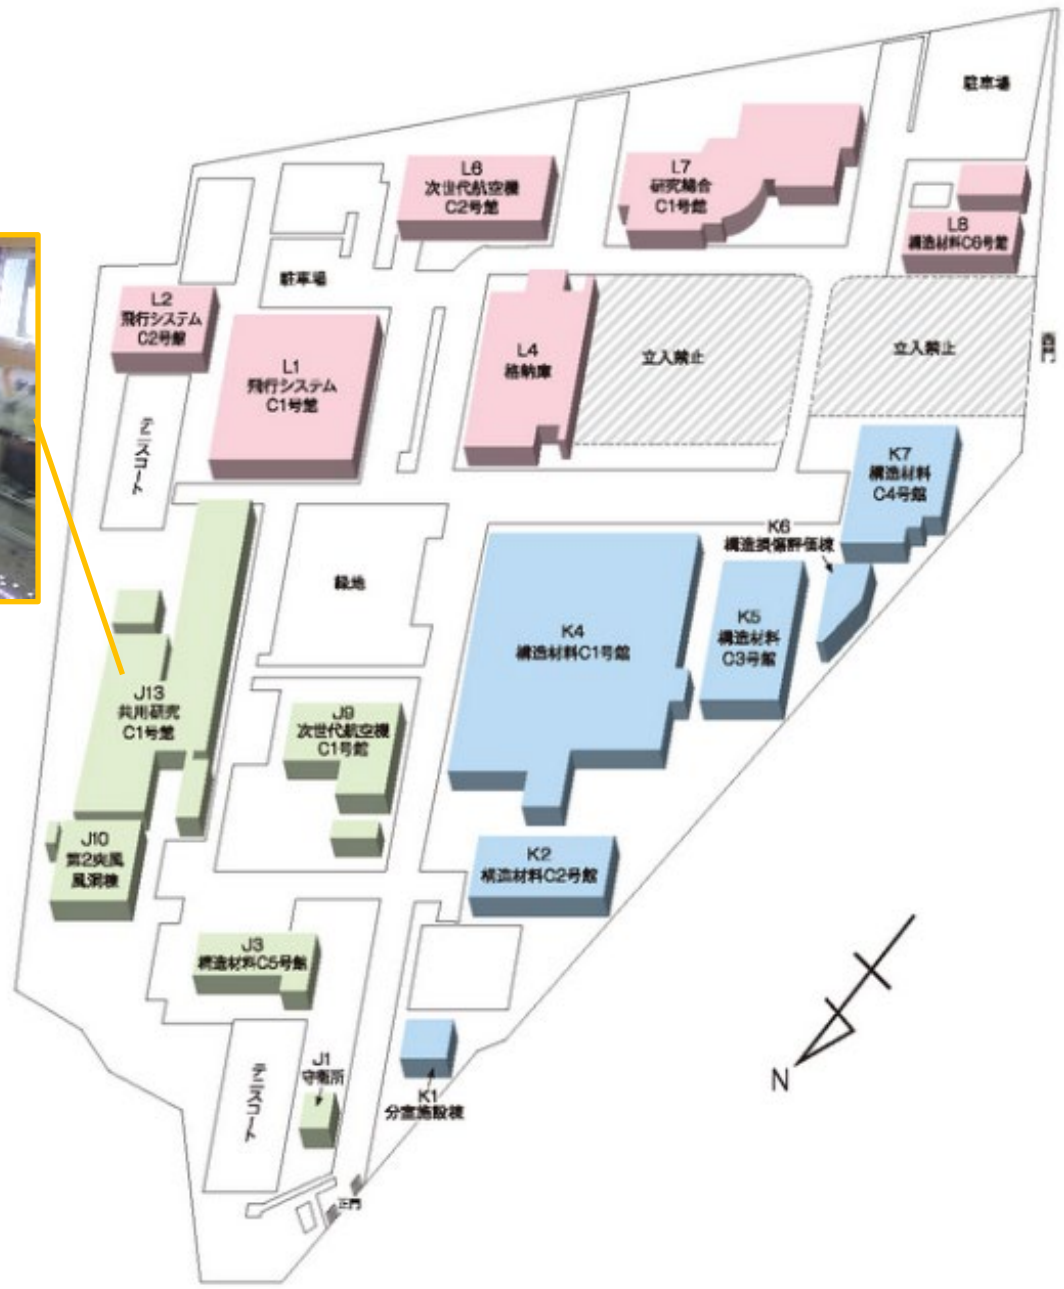 駐車場
L6
次世代航空機
C2号館
L7
研究総合
C1号館
L8
構造材料C6号館
駐車場
L2
飛行システム
C2号館
L1
飛行システム
C1号館
L4
格納庫
立入禁止
立入禁止
西門
テニスコート
K7
構造材料
C4号館
K6
構造損傷評価棟
緑地
K4
構造材料C1号館
K5
構造材料
C3号館
J13
共用研究
C1号館
J9
次世代航空機
C1号館
J10
第2突風
風洞棟
K2
構造材料C2号館
J3
構造材料C5号館
テニスコート
J1
守衛所
K1
分室施設棟
正門
N